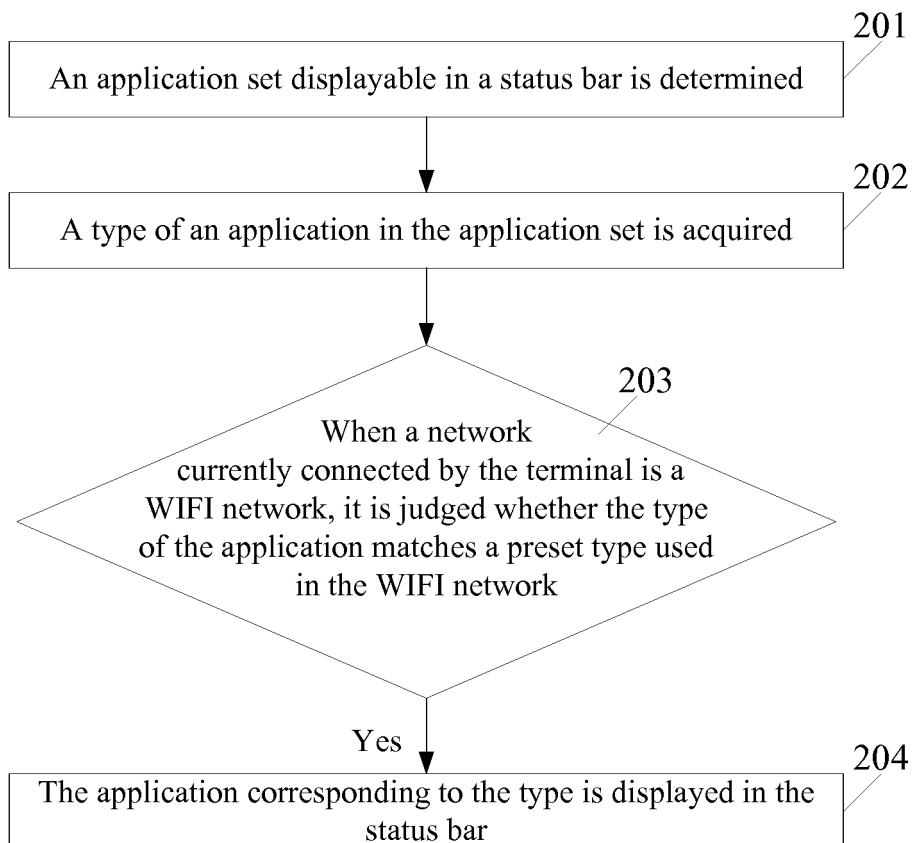 201
An application set displayable in a status bar is determined
202
A type of an application in the application set is acquired
203
When a network
currently connected by the terminal is a
WIFI network, it is judged whether the type
of the application matches a preset type used
in the WIFI network
Yes
204
The application corresponding to the type is displayed in the
status bar